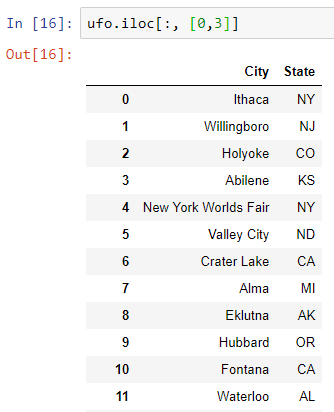 In [16]: ufo.iloc[:, [0,3]]
Out[16]:
City State
0 Ithaca NY
1 Willingboro NJ
2 Holyoke CO
3 Abilene KS
4 New York Worlds Fair NY
5 Valley City ND
6 Crater Lake CA
7 Alma MI
8 Eklutna AK
9 Hubbard OR
10 Fontana CA
11 Waterloo AL